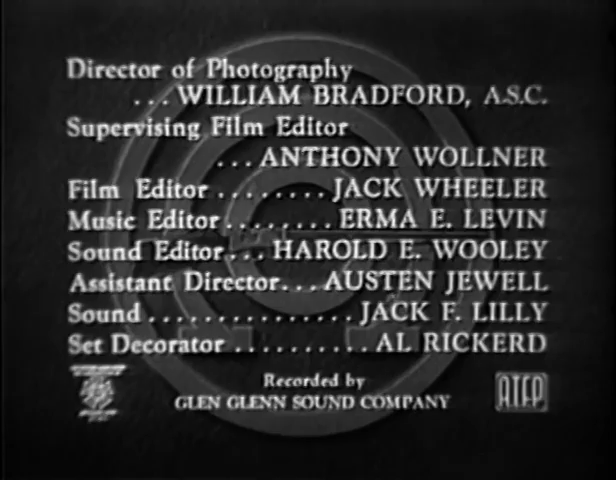 Director of Photography
... WILLIAM BRADFORD, A.S.C.
Supervising Film Editor
... ANTHONY WOLLNER
Film Editor ........ JACK WHEELER
Music Editor ........ ERMA E. LEVIN
Sound Editor ... HAROLD E. WOOLEY
Assistant Director ... AUSTEN JEWELL
Sound ............... JACK F. LILLY
Set Decorator .......... AL RICKERD
Recorded by
GLEN GLENN SOUND COMPANY
ATFP